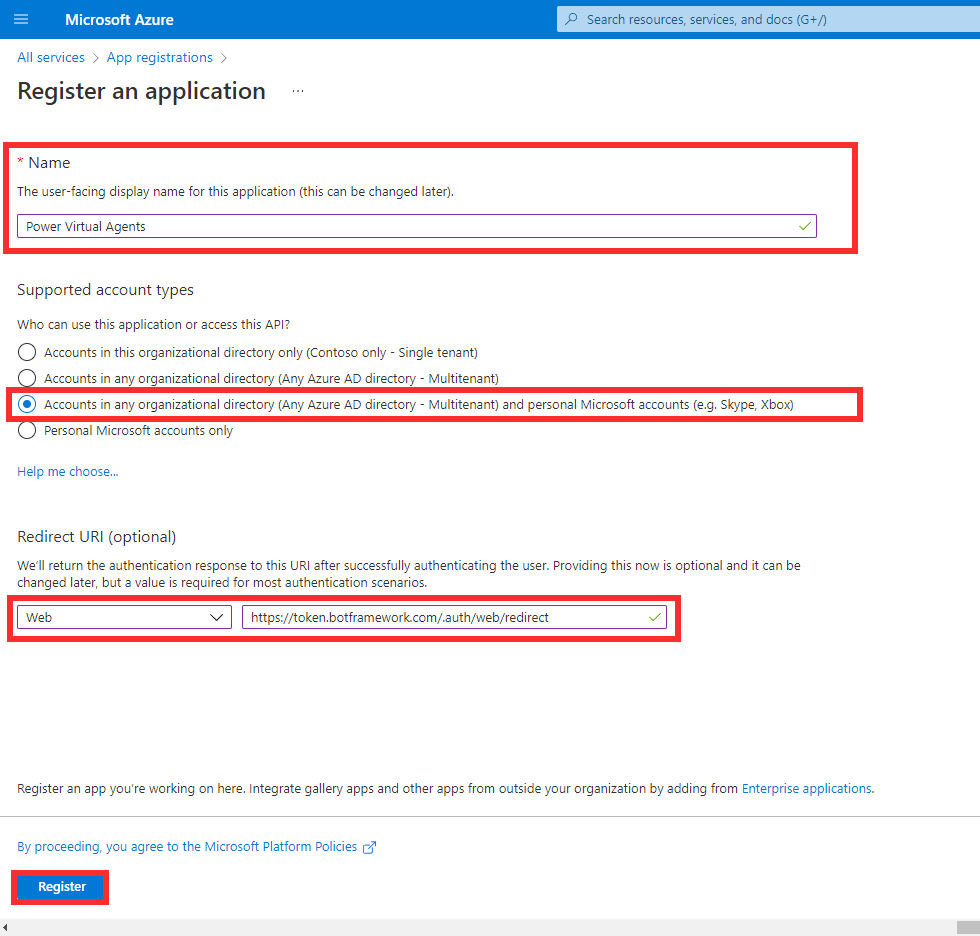 Microsoft Azure
Search resources, services, and docs (G+/)
All services > App registrations >
Register an application ...
* Name
The user-facing display name for this application (this can be changed later).
Power Virtual Agents
Supported account types
Who can use this application or access this API?
Accounts in this organizational directory only (Contoso only - Single tenant)
Accounts in any organizational directory (Any Azure AD directory - Multitenant)
Accounts in any organizational directory (Any Azure AD directory - Multitenant) and personal Microsoft accounts (e.g. Skype, Xbox)
Personal Microsoft accounts only
Help me choose...
Redirect URI (optional)
We'll return the authentication response to this URI after successfully authenticating the user. Providing this now is optional and it can be
changed later, but a value is required for most authentication scenarios.
Web
https://token.botframework.com/.auth/web/redirect
Register an app you're working on here. Integrate gallery apps and other apps from outside your organization by adding from Enterprise applications.
By proceeding, you agree to the Microsoft Platform Policies
Register